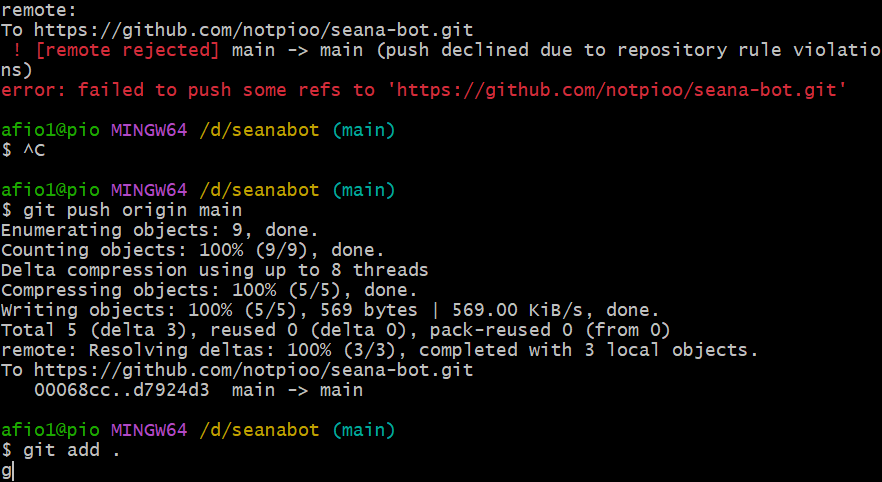 remote:
To https://github.com/notpioo/seana-bot.git
 ! [remote rejected] main -> main (push declined due to repository rule violatio
ns)
error: failed to push some refs to 'https://github.com/notpioo/seana-bot.git'
afio1@pio MINGW64 /d/seanabot (main)
$ ^C
afio1@pio MINGW64 /d/seanabot (main)
$ git push origin main
Enumerating objects: 9, done.
Counting objects: 100% (9/9), done.
Delta compression using up to 8 threads
Compressing objects: 100% (5/5), done.
Writing objects: 100% (5/5), 569 bytes | 569.00 KiB/s, done.
Total 5 (delta 3), reused 0 (delta 0), pack-reused 0 (from 0)
remote: Resolving deltas: 100% (3/3), completed with 3 local objects.
To https://github.com/notpioo/seana-bot.git
   00068cc..d7924d3  main -> main
afio1@pio MINGW64 /d/seanabot (main)
$ git add .
g